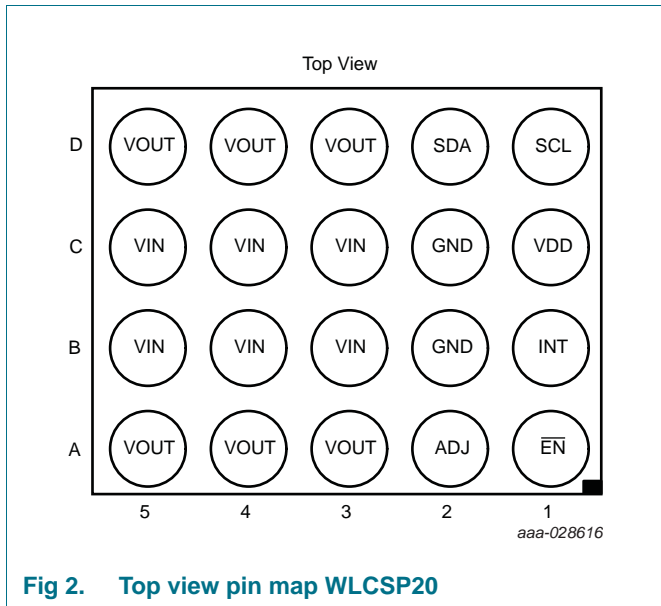 Top View
D VOUT VOUT VOUT SDA SCL
C VIN VIN VIN GND VDD
B VIN VIN VIN GND INT
A VOUT VOUT VOUT ADJ E̅N̅
5 4 3 2 1
aaa-028616
Fig 2. Top view pin map WLCSP20